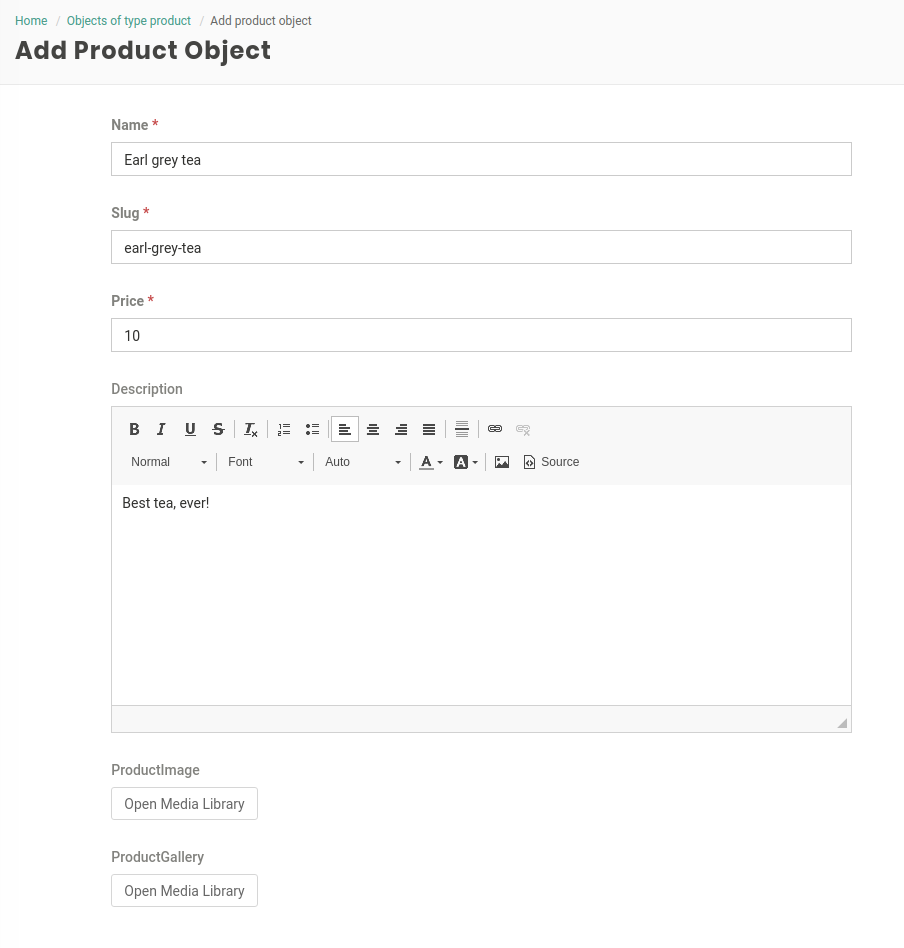 Home / Objects of type product / Add product object
Add Product Object
Name *
Earl grey tea
Slug *
earl-grey-tea
Price *
10
Description
B I U S Tx
Normal Font Auto A A Source
Best tea, ever!
ProductImage
Open Media Library
ProductGallery
Open Media Library